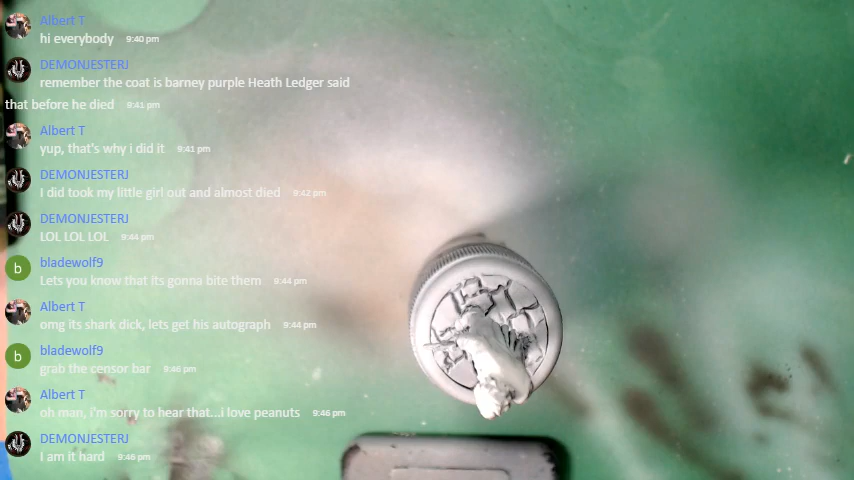 Albert T
hi everybody 9:40 pm
DEMONJESTERJ
remember the coat is barney purple Heath Ledger said
that before he died 9:41 pm
Albert T
yup, that's why i did it 9:41 pm
DEMONJESTERJ
I did took my little girl out and almost died 9:42 pm
DEMONJESTERJ
LOL LOL LOL 9:44 pm
bladewolf9
Lets you know that its gonna bite them 9:44 pm
Albert T
omg its shark dick, lets get his autograph 9:44 pm
b
bladewolf9
grab the censor bar 9:46 pm
b
Albert T
oh man, i'm sorry to hear that...i love peanuts 9:46 pm
DEMONJESTERJ
I am it hard 9:46 pm